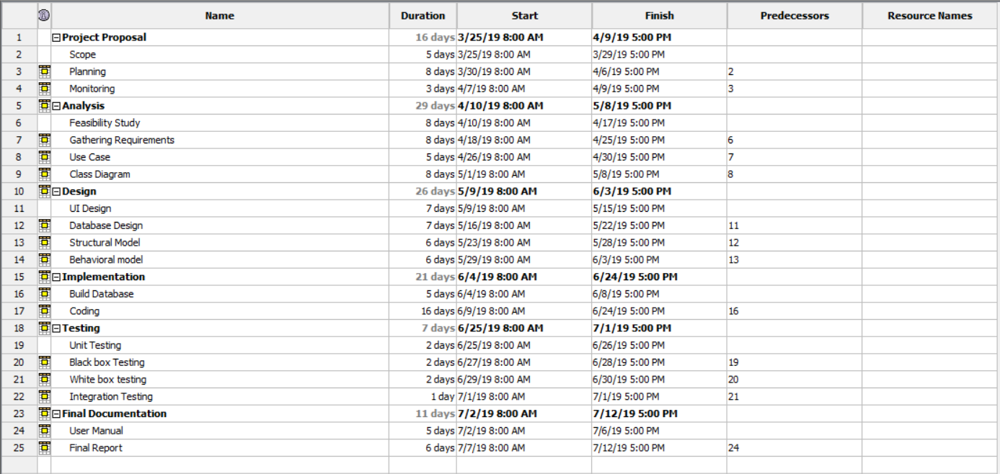 Name Duration Start Finish Predecessors Resource Names
1 Project Proposal 16 days 3/25/19 8:00 AM 4/9/19 5:00 PM
2 Scope 5 days 3/25/19 8:00 AM 3/29/19 5:00 PM
3 Planning 8 days 3/30/19 8:00 AM 4/6/19 5:00 PM 2
4 Monitoring 3 days 4/7/19 8:00 AM 4/9/19 5:00 PM 3
5 Analysis 29 days 4/10/19 8:00 AM 5/8/19 5:00 PM
6 Feasibility Study 8 days 4/10/19 8:00 AM 4/17/19 5:00 PM
7 Gathering Requirements 8 days 4/18/19 8:00 AM 4/25/19 5:00 PM 6
8 Use Case 5 days 4/26/19 8:00 AM 4/30/19 5:00 PM 7
9 Class Diagram 8 days 5/1/19 8:00 AM 5/8/19 5:00 PM 8
10 Design 26 days 5/9/19 8:00 AM 6/3/19 5:00 PM
11 UI Design 7 days 5/9/19 8:00 AM 5/15/19 5:00 PM
12 Database Design 7 days 5/16/19 8:00 AM 5/22/19 5:00 PM 11
13 Structural Model 6 days 5/23/19 8:00 AM 5/28/19 5:00 PM 12
14 Behavioral model 6 days 5/29/19 8:00 AM 6/3/19 5:00 PM 13
15 Implementation 21 days 6/4/19 8:00 AM 6/24/19 5:00 PM
16 Build Database 5 days 6/4/19 8:00 AM 6/8/19 5:00 PM
17 Coding 16 days 6/9/19 8:00 AM 6/24/19 5:00 PM 16
18 Testing 7 days 6/25/19 8:00 AM 7/1/19 5:00 PM
19 Unit Testing 2 days 6/25/19 8:00 AM 6/26/19 5:00 PM
20 Black box Testing 2 days 6/27/19 8:00 AM 6/28/19 5:00 PM 19
21 White box testing 2 days 6/29/19 8:00 AM 6/30/19 5:00 PM 20
22 Integration Testing 1 day 7/1/19 8:00 AM 7/1/19 5:00 PM 21
23 Final Documentation 11 days 7/2/19 8:00 AM 7/12/19 5:00 PM
24 User Manual 5 days 7/2/19 8:00 AM 7/6/19 5:00 PM
25 Final Report 6 days 7/7/19 8:00 AM 7/12/19 5:00 PM 24